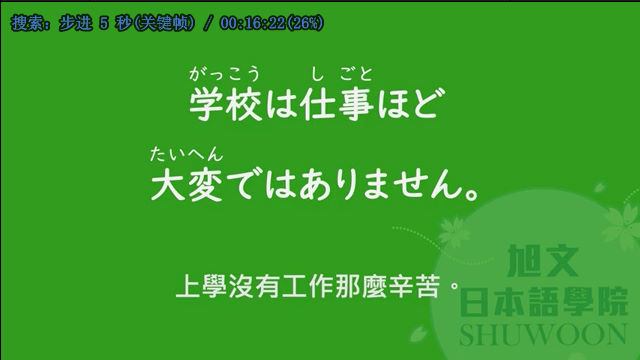 搜索: 步进 5 秒(关键帧) / 00:16:22(26%)
がっこう しごと
学校は仕事ほど
たいへん
大変ではありません。
上學沒有工作那麼辛苦。
旭文
日本語學院
SHUWOON